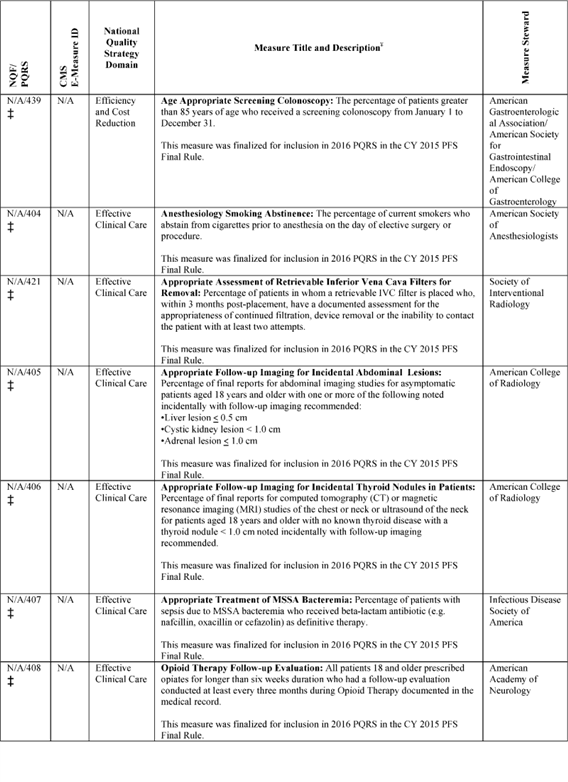 NQF/
PQRS
CMS
E-Measure ID
National
Quality
Strategy
Domain
Measure Title and Description¥
Measure Steward
N/A/439
‡
N/A
Efficiency
and Cost
Reduction
Age Appropriate Screening Colonoscopy: The percentage of patients greater
than 85 years of age who received a screening colonoscopy from January 1 to
December 31.
This measure was finalized for inclusion in 2016 PQRS in the CY 2015 PFS
Final Rule.
American
Gastroenterologic
al Association/
American Society
for
Gastrointestinal
Endoscopy/
American College
of
Gastroenterology
N/A/404
‡
N/A
Effective
Clinical Care
Anesthesiology Smoking Abstinence: The percentage of current smokers who
abstain from cigarettes prior to anesthesia on the day of elective surgery or
procedure.
This measure was finalized for inclusion in 2016 PQRS in the CY 2015 PFS
Final Rule.
American Society
of
Anesthesiologists
N/A/421
‡
N/A
Effective
Clinical Care
Appropriate Assessment of Retrievable Inferior Vena Cava Filters for
Removal: Percentage of patients in whom a retrievable IVC filter is placed who,
within 3 months post-placement, have a documented assessment for the
appropriateness of continued filtration, device removal or the inability to contact
the patient with at least two attempts.
This measure was finalized for inclusion in 2016 PQRS in the CY 2015 PFS
Final Rule.
Society of
Interventional
Radiology
N/A/405
‡
N/A
Effective
Clinical Care
Appropriate Follow-up Imaging for Incidental Abdominal Lesions:
Percentage of final reports for abdominal imaging studies for asymptomatic
patients aged 18 years and older with one or more of the following noted
incidentally with follow-up imaging recommended:
•Liver lesion ≤ 0.5 cm
•Cystic kidney lesion < 1.0 cm
•Adrenal lesion ≤ 1.0 cm
This measure was finalized for inclusion in 2016 PQRS in the CY 2015 PFS
Final Rule.
American College
of Radiology
N/A/406
‡
N/A
Effective
Clinical Care
Appropriate Follow-up Imaging for Incidental Thyroid Nodules in Patients:
Percentage of final reports for computed tomography (CT) or magnetic
resonance imaging (MRI) studies of the chest or neck or ultrasound of the neck
for patients aged 18 years and older with no known thyroid disease with a
thyroid nodule < 1.0 cm noted incidentally with follow-up imaging
recommended.
This measure was finalized for inclusion in 2016 PQRS in the CY 2015 PFS
Final Rule.
American College
of Radiology
N/A/407
‡
N/A
Effective
Clinical Care
Appropriate Treatment of MSSA Bacteremia: Percentage of patients with
sepsis due to MSSA bacteremia who received beta-lactam antibiotic (e.g.
nafcillin, oxacillin or cefazolin) as definitive therapy.
This measure was finalized for inclusion in 2016 PQRS in the CY 2015 PFS
Final Rule.
Infectious Disease
Society of
America
N/A/408
‡
N/A
Effective
Clinical Care
Opioid Therapy Follow-up Evaluation: All patients 18 and older prescribed
opiates for longer than six weeks duration who had a follow-up evaluation
conducted at least every three months during Opioid Therapy documented in the
medical record.
This measure was finalized for inclusion in 2016 PQRS in the CY 2015 PFS
Final Rule.
American
Academy of
Neurology